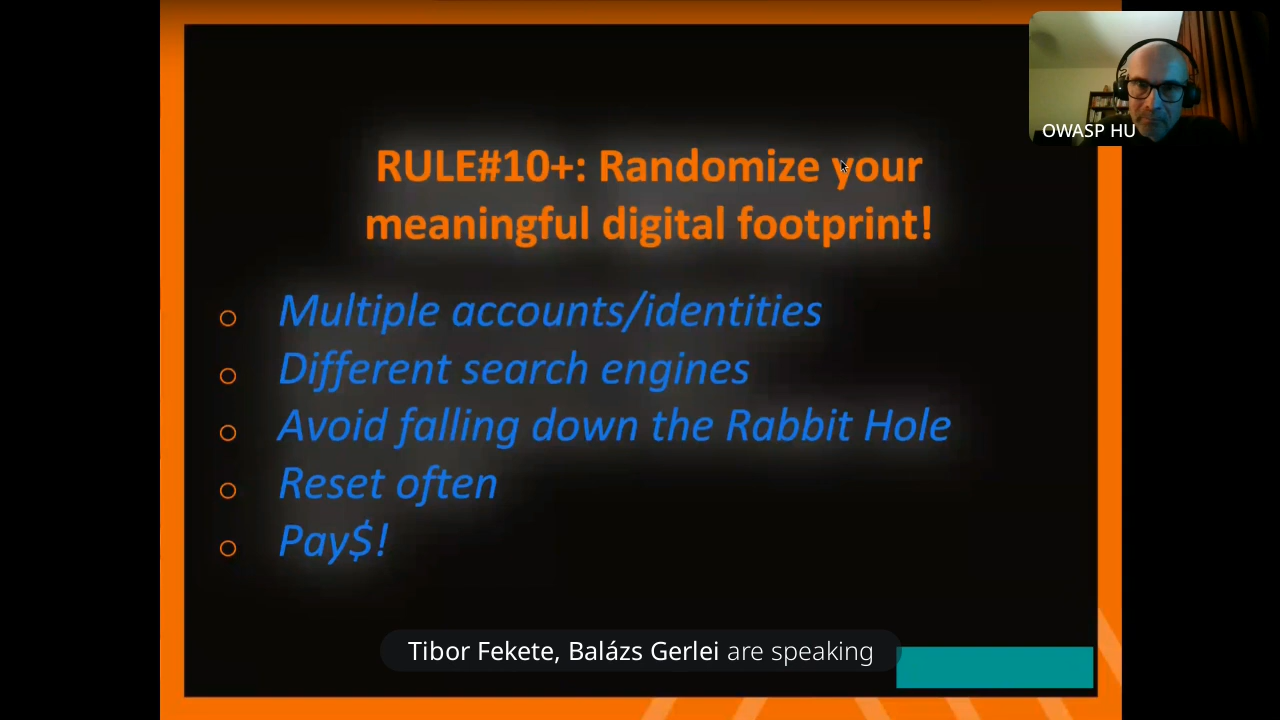 OWASP HU
RULE#10+: Randomize your
meaningful digital footprint!
Multiple accounts/identities
Different search engines
Avoid falling down the Rabbit Hole
Reset often
Pay$!
Tibor Fekete, Balázs Gerlei are speaking